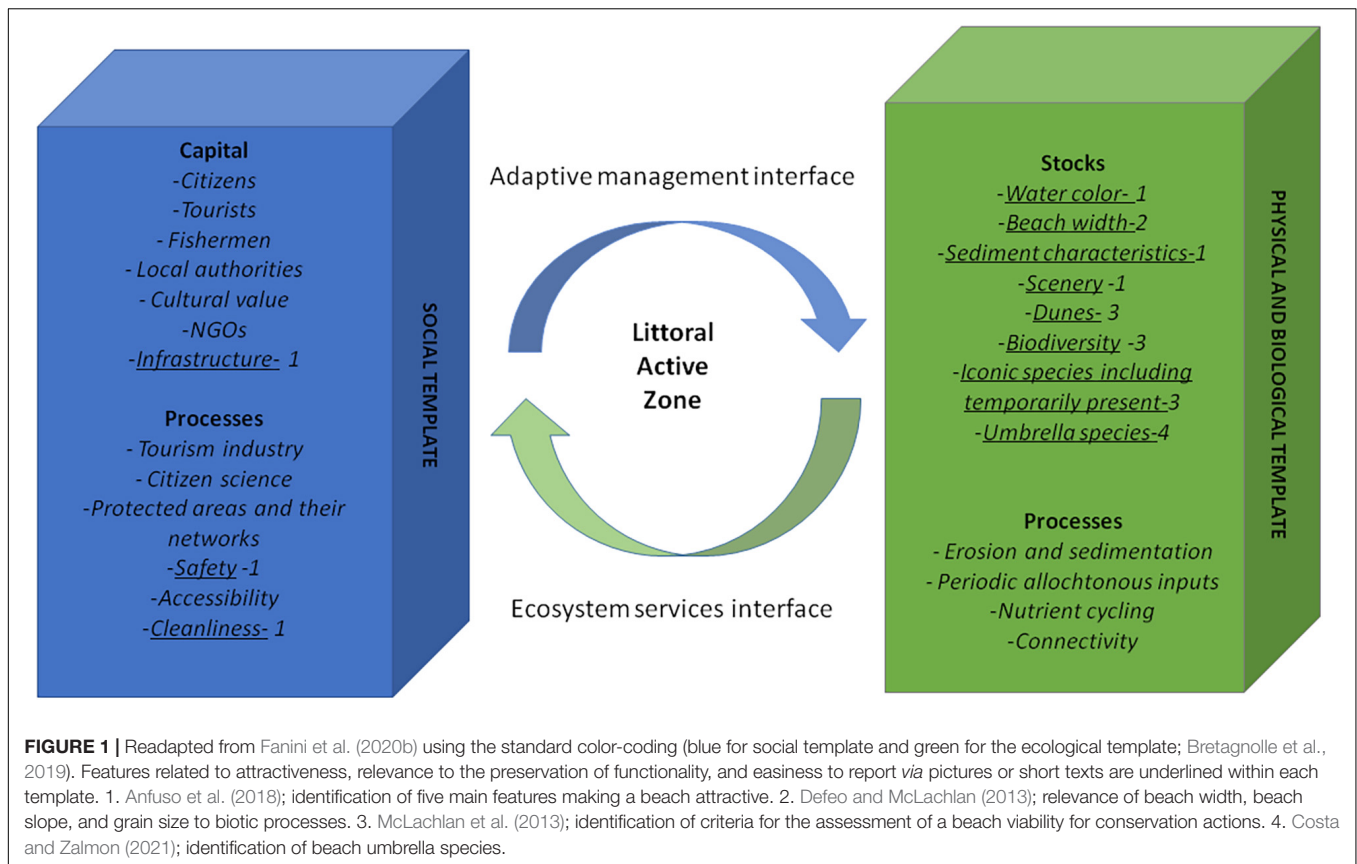 Capital
-Citizens
-Tourists
-Fishermen
- Local authorities
- Cultural value
-NGOs
-Infrastructure- 1
Processes
- Tourism industry
- Citizen science
-Protected areas and their
networks
-Safety -1
-Accessibility
-Cleanliness- 1
SOCIAL TEMPLATE
Adaptive management interface
Littoral
Active
Zone
Ecosystem services interface
Stocks
-Water color- 1
-Beach width-2
-Sediment characteristics-1
-Scenery -1
-Dunes- 3
-Biodiversity -3
-Iconic species including
temporarily present-3
-Umbrella species-4
Processes
- Erosion and sedimentation
- Periodic allochtonous inputs
-Nutrient cycling
-Connectivity
PHYSICAL AND BIOLOGICAL TEMPLATE
FIGURE 1 | Readapted from Fanini et al. (2020b) using the standard color-coding (blue for social template and green for the ecological template; Bretagnolle et al.,
2019). Features related to attractiveness, relevance to the preservation of functionality, and easiness to report via pictures or short texts are underlined within each
template. 1. Anfuso et al. (2018); identification of five main features making a beach attractive. 2. Defeo and McLachlan (2013); relevance of beach width, beach
slope, and grain size to biotic processes. 3. McLachlan et al. (2013); identification of criteria for the assessment of a beach viability for conservation actions. 4. Costa
and Zalmon (2021); identification of beach umbrella species.